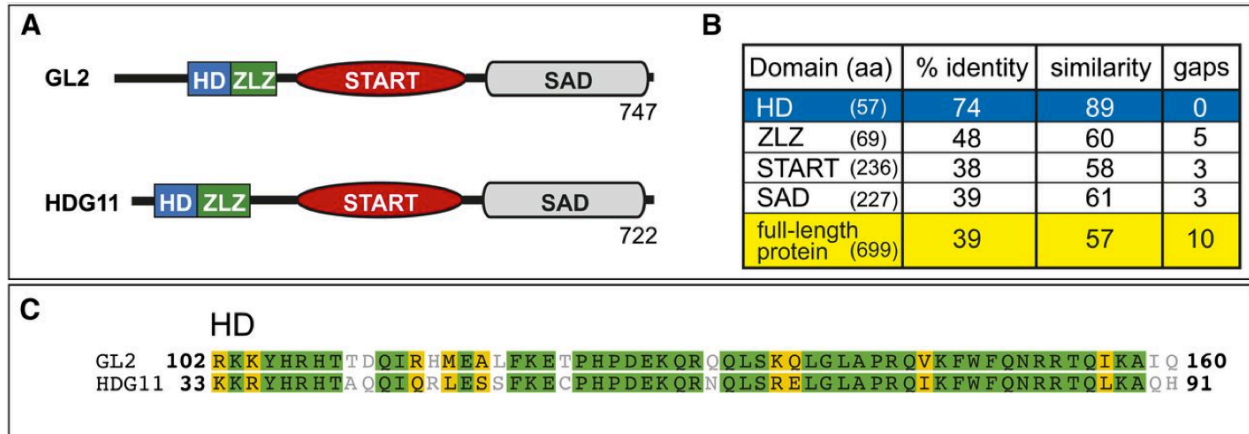 A
GL2 HD ZLZ START SAD
747
HDG11 HD ZLZ START SAD
722
B
Domain (aa) % identity similarity gaps
HD (57) 74 89 0
ZLZ (69) 48 60 5
START (236) 38 58 3
SAD (227) 39 61 3
full-length protein (699) 39 57 10
C
HD
GL2 102 RKKYHRHTTDQIRHMEALFKETPHPDEKQRQQLSKQLGLAPRQVKFWFQNRRTQIKAIQ 160
HDG11 33 KKRYHRHTAQQIQRLESSFKECPHPDEKQRNQLSRELGLAPRQIKFWFQNRRTQLKAQH 91